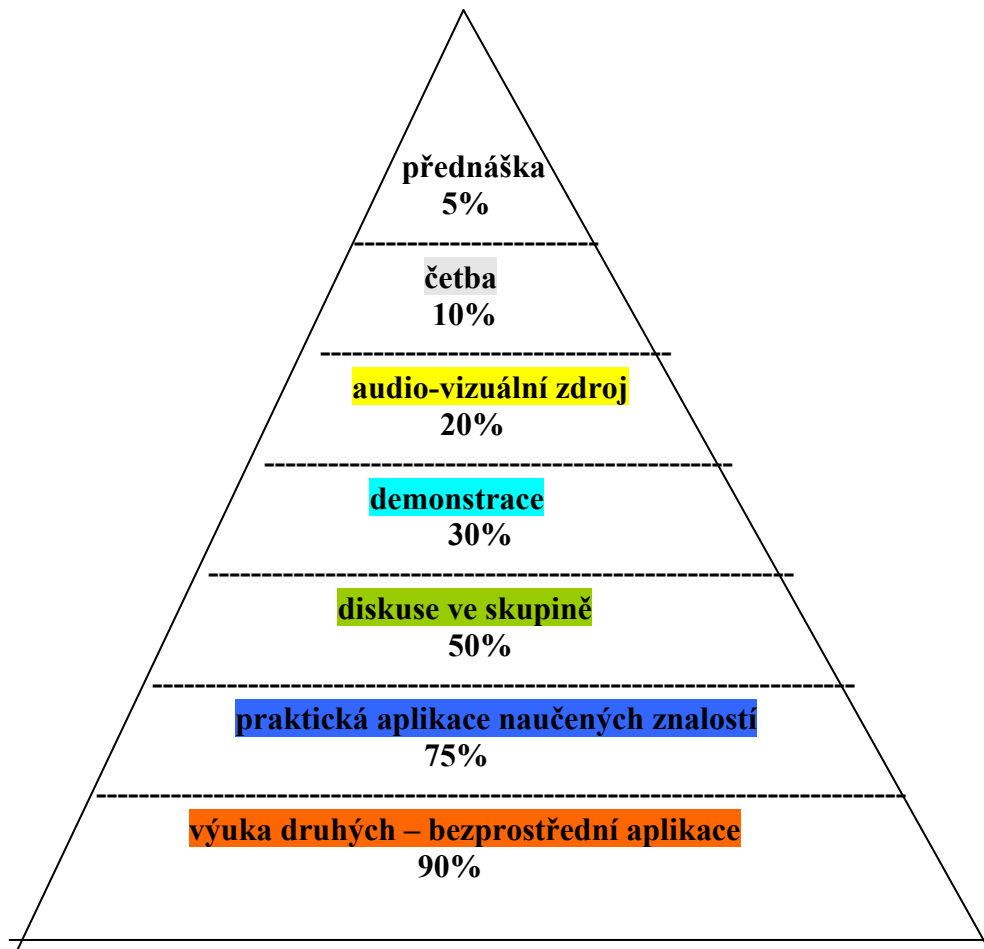 přednáška
5%
četba
10%
audio-vizuální zdroj
20%
demonstrace
30%
diskuse ve skupině
50%
praktická aplikace naučených znalostí
75%
výuka druhých – bezprostřední aplikace
90%